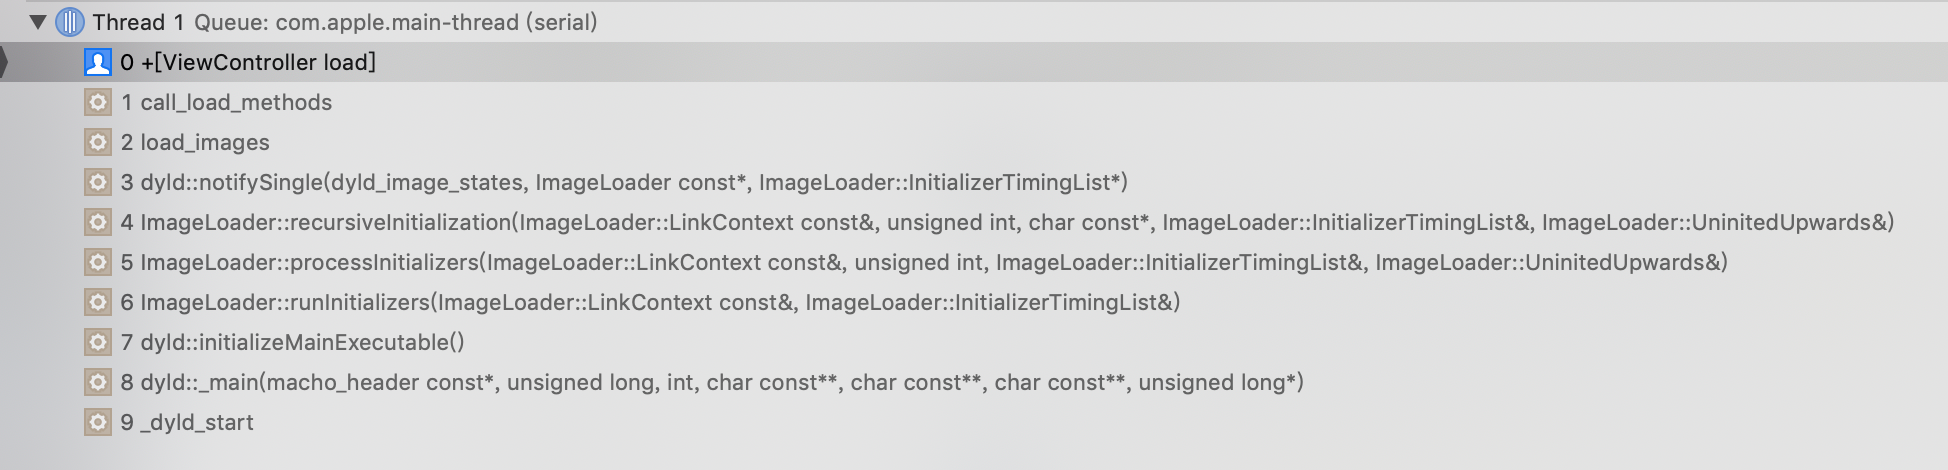 Thread 1 Queue: com.apple.main-thread (serial)
0 +[ViewController load]
1 call_load_methods
2 load_images
3 dyld::notifySingle(dyld_image_states, ImageLoader const*, ImageLoader::InitializerTimingList*)
4 ImageLoader::recursiveInitialization(ImageLoader::LinkContext const&, unsigned int, char const*, ImageLoader::InitializerTimingList&, ImageLoader::UninitedUpwards&)
5 ImageLoader::processInitializers(ImageLoader::LinkContext const&, unsigned int, ImageLoader::InitializerTimingList&, ImageLoader::UninitedUpwards&)
6 ImageLoader::runInitializers(ImageLoader::LinkContext const&, ImageLoader::InitializerTimingList&)
7 dyld::initializeMainExecutable()
8 dyld::_main(macho_header const*, unsigned long, int, char const**, char const**, char const**, unsigned long*)
9 _dyld_start